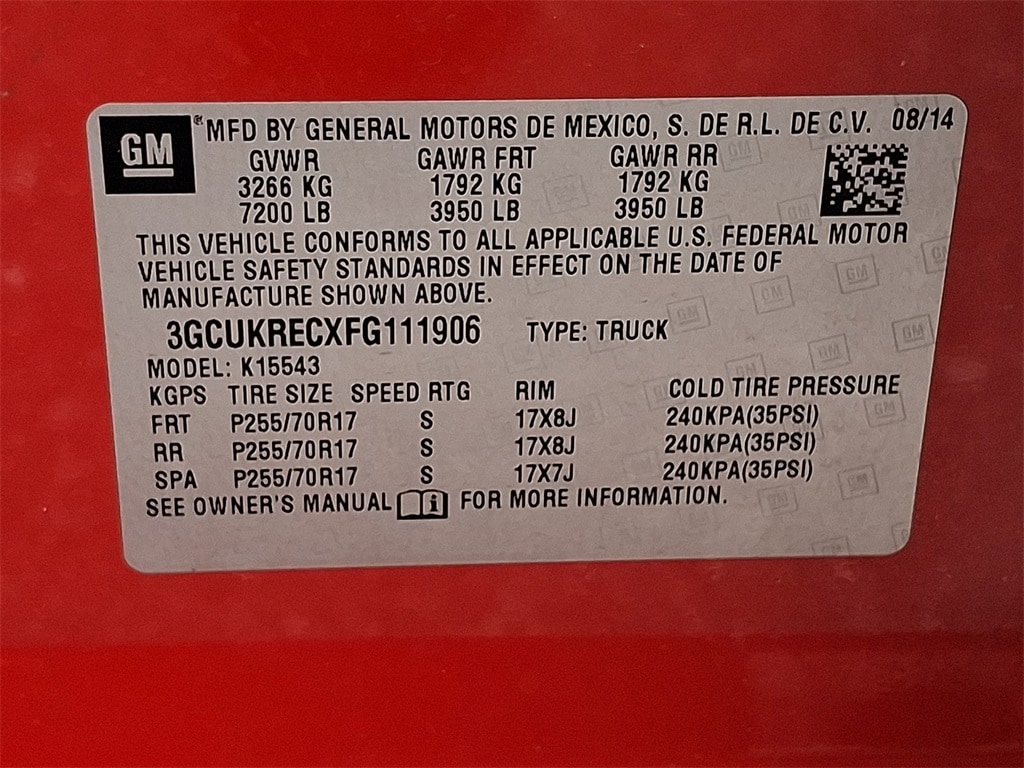 GM ® MFD BY GENERAL MOTORS DE MEXICO, S. DE R.L. DE C.V. 08/14
GVWR GAWR FRT GAWR RR
3266 KG 1792 KG 1792 KG
7200 LB 3950 LB 3950 LB
THIS VEHICLE CONFORMS TO ALL APPLICABLE U.S. FEDERAL MOTOR
VEHICLE SAFETY STANDARDS IN EFFECT ON THE DATE OF
MANUFACTURE SHOWN ABOVE.
3GCUKRECXFG111906 TYPE: TRUCK
MODEL: K15543
KGPS TIRE SIZE SPEED RTG RIM COLD TIRE PRESSURE
FRT P255/70R17 S 17X8J 240KPA(35PSI)
RR P255/70R17 S 17X8J 240KPA(35PSI)
SPA P255/70R17 S 17X7J 240KPA(35PSI)
SEE OWNER'S MANUAL i FOR MORE INFORMATION.